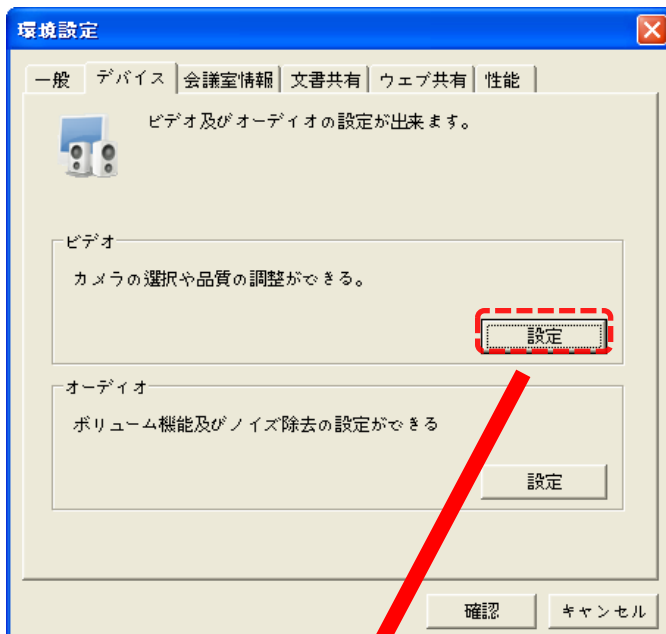 環境設定
一般 デバイス 会議室情報 文書共有 ウェブ共有 性能
ビデオ及びオーディオの設定が出来ます。
ビデオ
カメラの選択や品質の調整ができる。
設定
オーディオ
ボリューム機能及びノイズ除去の設定ができる
設定
確認 キャンセル